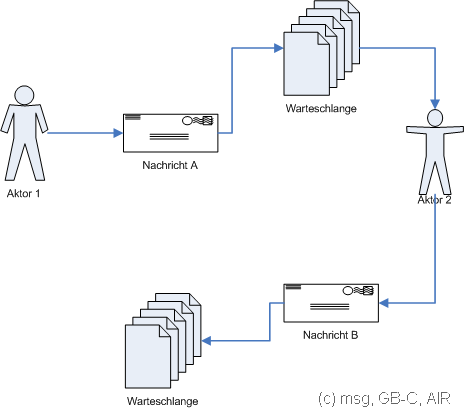 Warteschlange
Aktor 1
Nachricht A
Aktor 2
Nachricht B
Warteschlange
(c) msg, GB-C, AIR